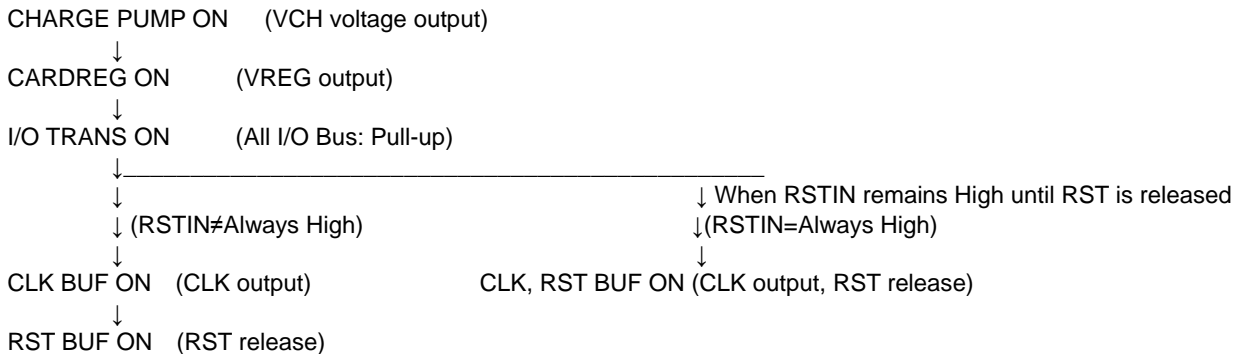 CHARGE PUMP ON (VCH voltage output)
↓
CARDREG ON (VREG output)
↓
I/O TRANS ON (All I/O Bus: Pull-up)
↓________________________________________________
↓ ↓ When RSTIN remains High until RST is released
↓ (RSTIN≠Always High) ↓(RSTIN=Always High)
↓ ↓
CLK BUF ON (CLK output) CLK, RST BUF ON (CLK output, RST release)
↓
RST BUF ON (RST release)